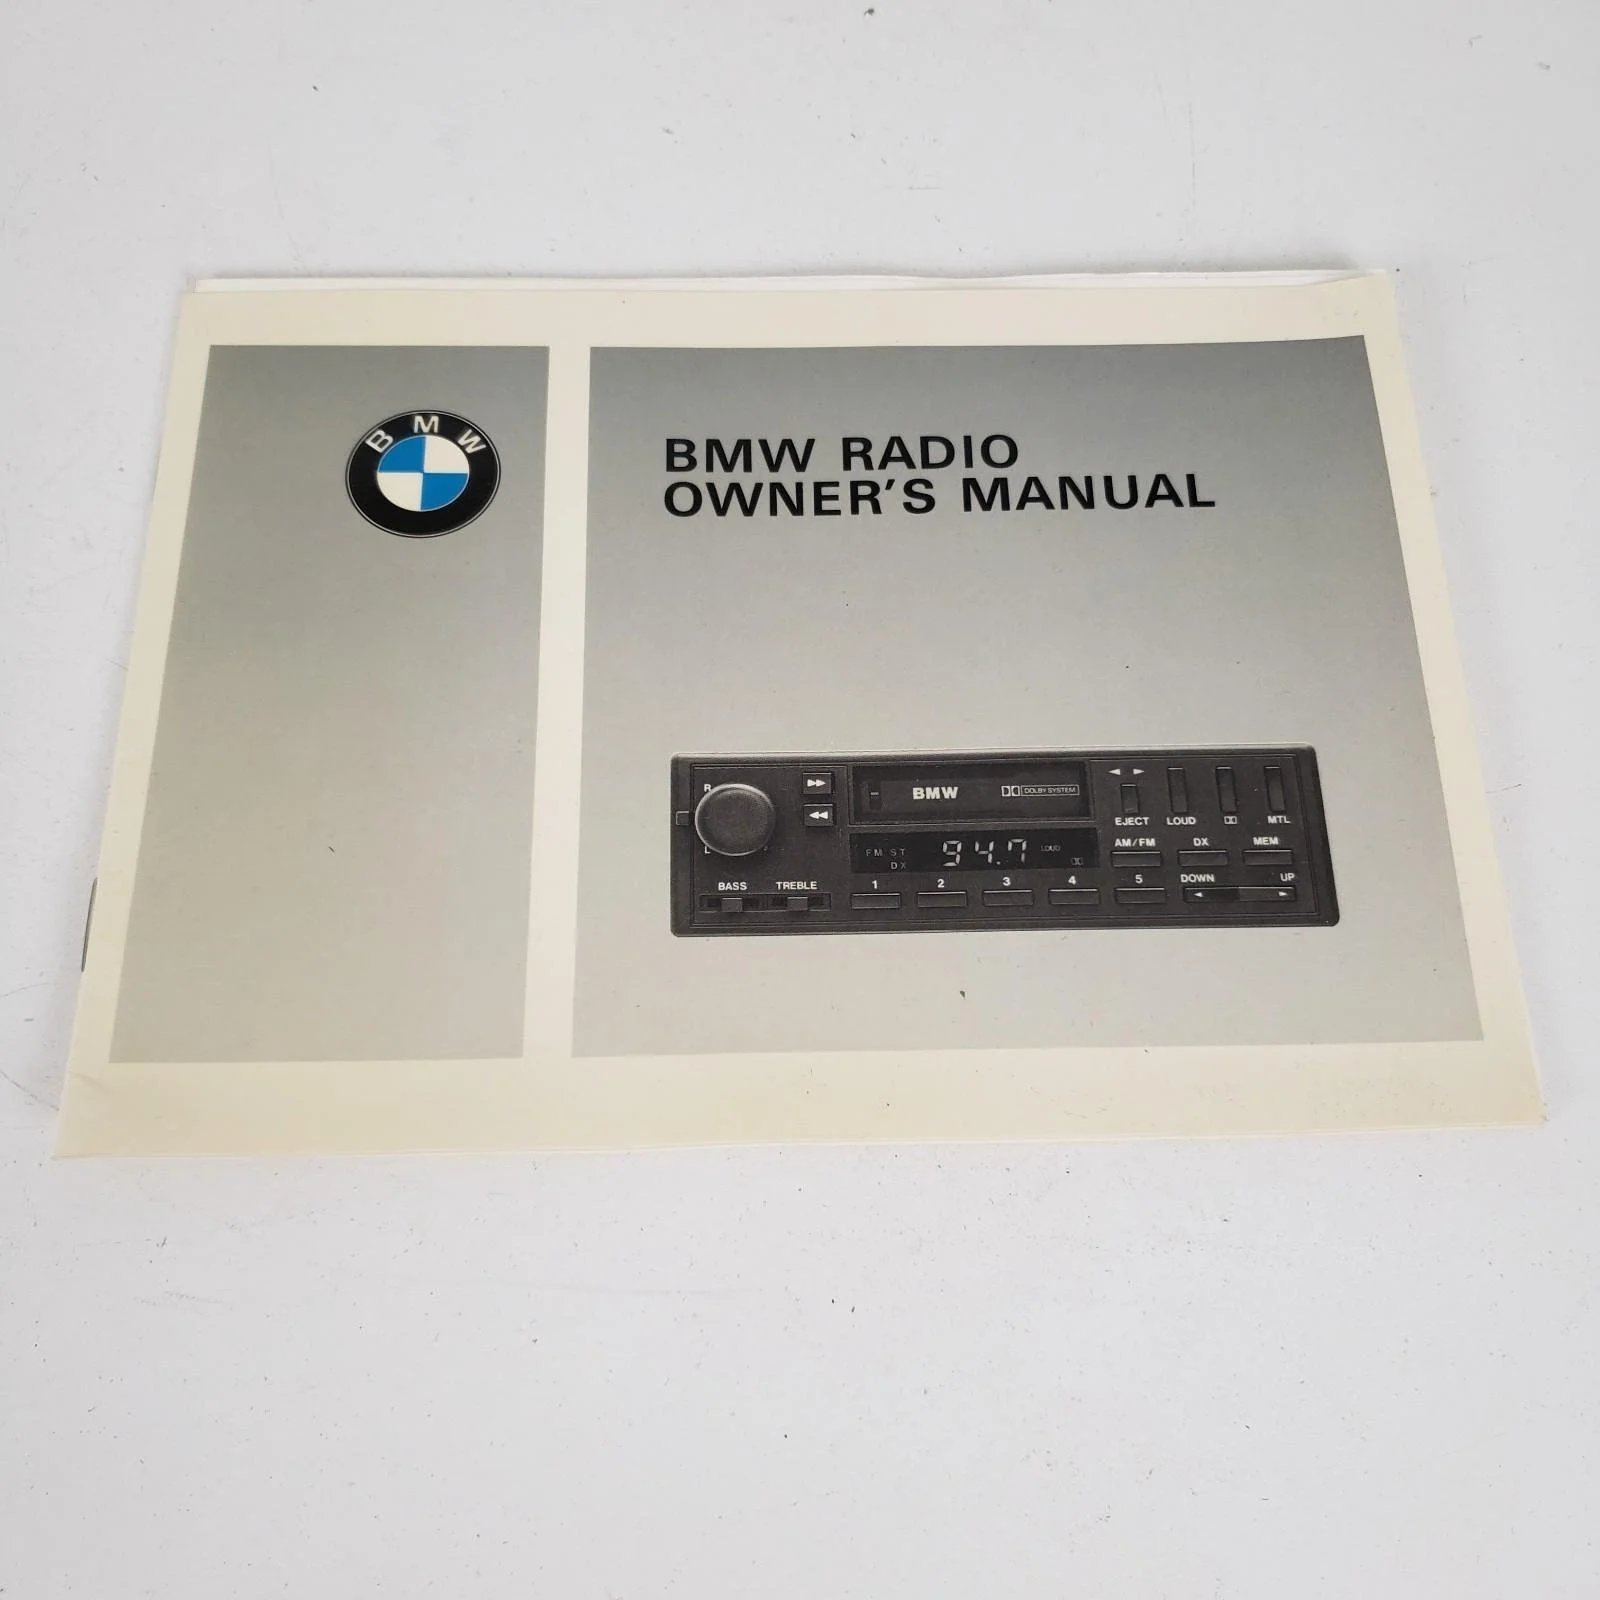 BMW
BMW RADIO
OWNER'S MANUAL
R
L
BMW
DOLBY SYSTEM
EJECT LOUD MTL
AM/FM DX MEM
FM ST
DX
94.7
LOUD
BASS TREBLE
1 2 3 4 5
DOWN UP